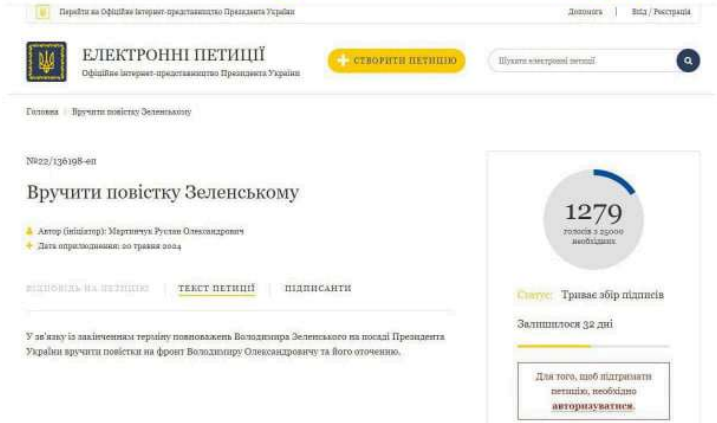 Перейти на Офіційне інтернет-представництво Президента України
Допомога | Вхід / Реєстрація
ЕЛЕКТРОННІ ПЕТИЦІЇ
Офіційне інтернет-представництво Президента України
СТВОРИТИ ПЕТИЦІЮ
Шукати електронні петиції
Головна / Вручити повістку Зеленському
№22/136198-еп
Вручити повістку Зеленському
Автор (ініціатор): Мартинчук Руслан Олександрович
Дата оприлюднення: 20 травня 2024
ВІДПОВІДЬ НА ПЕТИЦІЮ | ТЕКСТ ПЕТИЦІЇ | ПІДПИСАНТИ
У зв'язку із закінченням терміну повноважень Володимира Зеленського на посаді Президента
України вручити повістки на фронт Володимиру Олександровичу та його оточенню.
1279
голосів з 25000
необхідних
Статус: Триває збір підписів
Залишилося 32 дні
Для того, щоб підтримати
петицію, необхідно
авторизуватися.